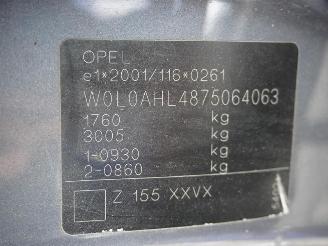 OPEL
e1*2001/116*0261
W0L0AHL4875064063
1760 kg
3005 kg
1-0930 kg
2-0860 kg
Z 155 XXVX